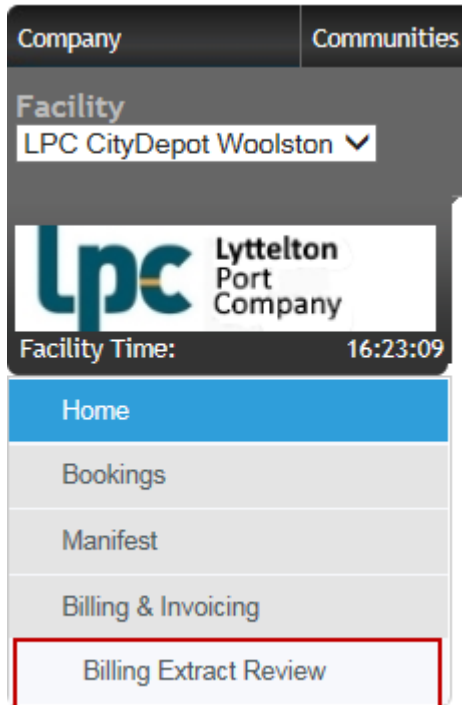 Company Communities
Facility
LPC CityDepot Woolston
lpc Lyttelton
Port
Company
Facility Time: 16:23:09
Home
Bookings
Manifest
Billing & Invoicing
Billing Extract Review